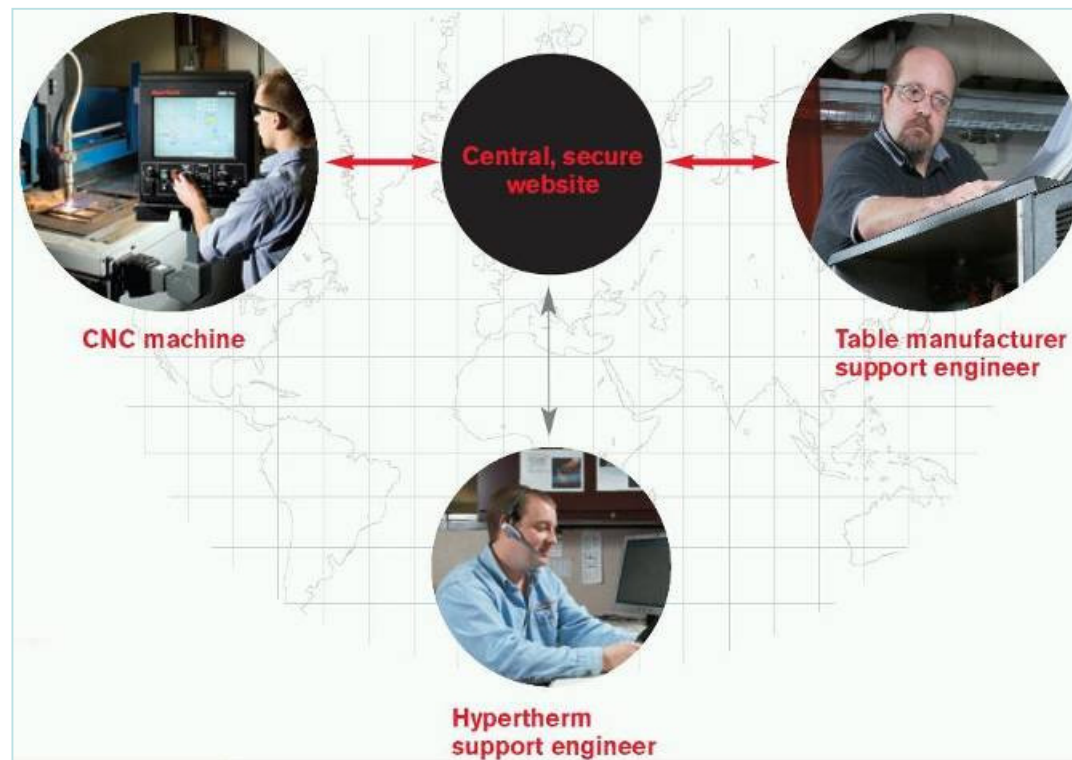 Central, secure
website
CNC machine
Table manufacturer
support engineer
Hypertherm
support engineer